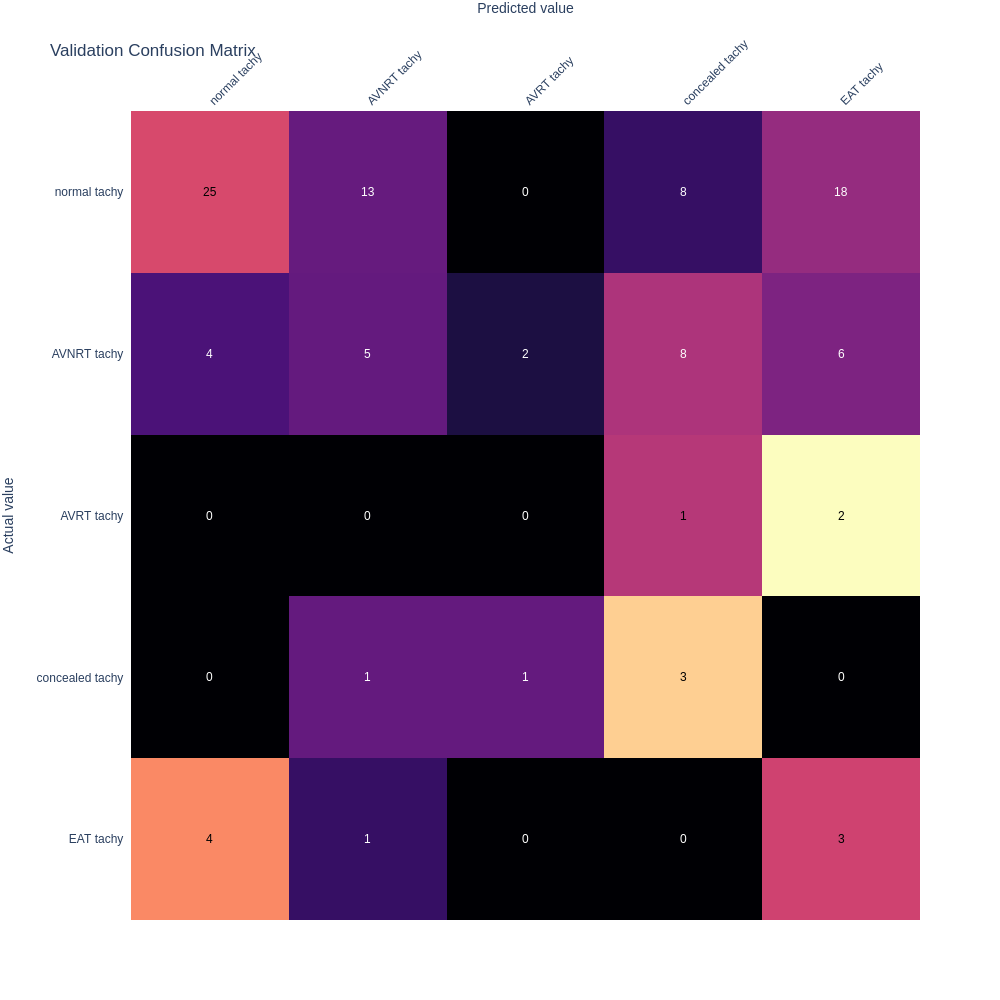 Predicted value
Validation Confusion Matrix
normal tachy
AVNRT tachy
AVRT tachy
concealed tachy
EAT tachy
Actual value
normal tachy 25 13 0 8 18
AVNRT tachy 4 5 2 8 6
AVRT tachy 0 0 0 1 2
concealed tachy 0 1 1 3 0
EAT tachy 4 1 0 0 3